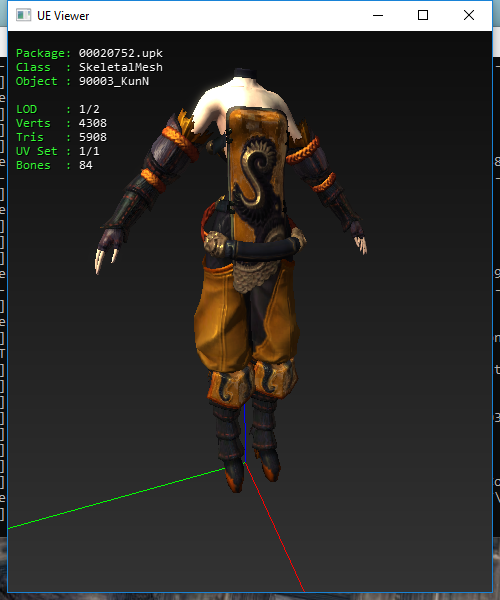 UE Viewer
Package: 00020752.upk
Class : SkeletalMesh
Object : 90003_KunN
LOD : 1/2
Verts : 4308
Tris : 5908
UV Set : 1/1
Bones : 84